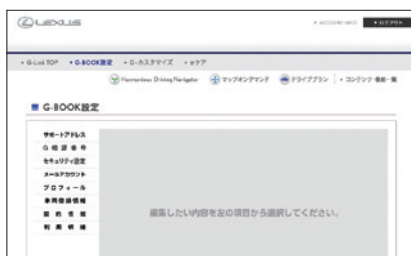 LEXUS
• ACCOUNT INFO • ログアウト
• G-Link TOP • G-BOOK設定 • G-カスタマイズ • eケア
Harmonious Driving Navigator マップオンデマンド ドライブプラン • コンテンツ・機能一覧
G-BOOK設定
サポートアドレス
G暗証番号
セキュリティ設定
メールアカウント
プロフィール
車両登録情報
契約情報
利用明細
編集したい内容を左の項目から選択してください。